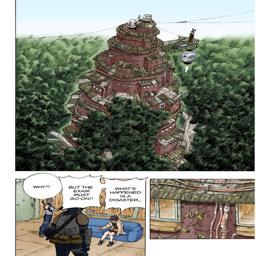 WHY?!
BUT THE
EXAM
MUST
GO ON!!
WHAT'S
HAPPENED
IS A
DISASTER...